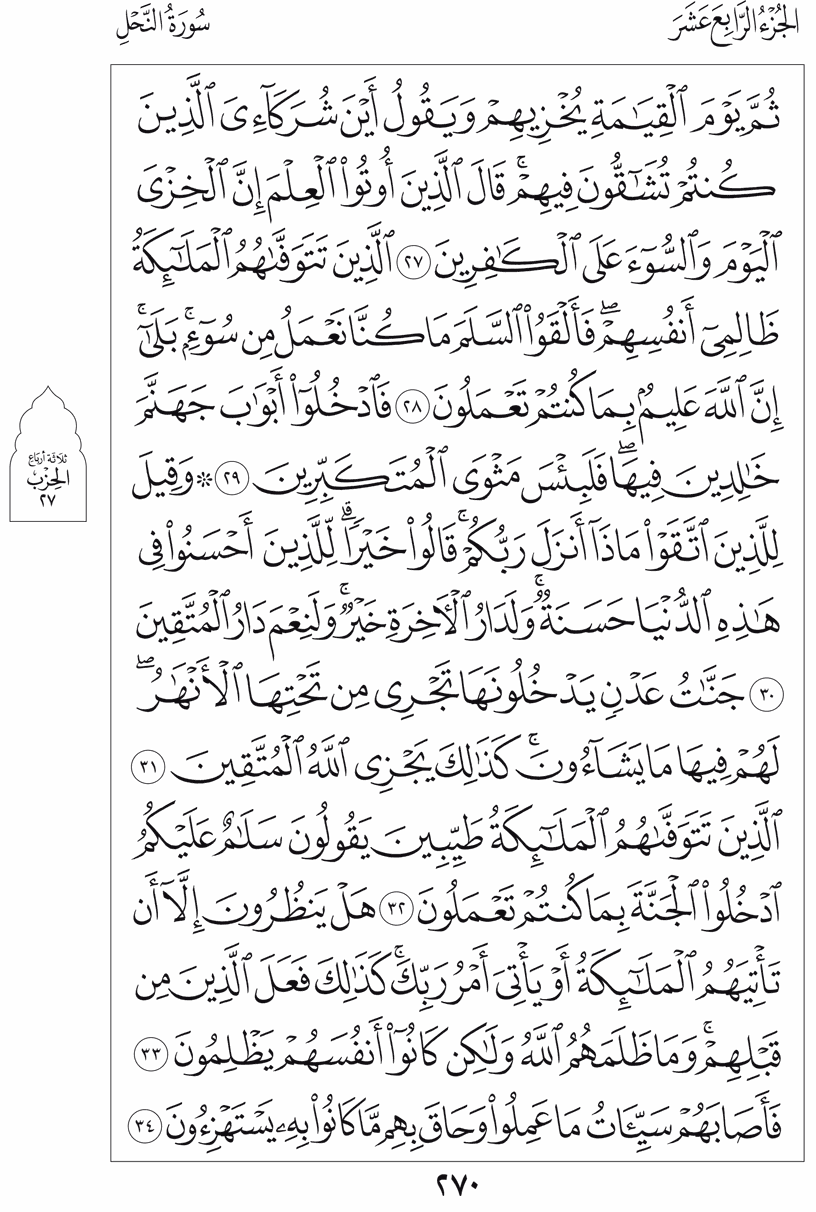 الجُزْءُ الرَّابِعَ عَشَرَ
سُورَةُ النَّحْلِ
ثُمَّ يَوْمَ ٱلْقِيَٰمَةِ يُخْزِيهِمْ وَيَقُولُ أَيْنَ شُرَكَآءِىَ ٱلَّذِينَ
كُنتُمْ تُشَٰٓقُّونَ فِيهِمْ ۚ قَالَ ٱلَّذِينَ أُوتُوا۟ ٱلْعِلْمَ إِنَّ ٱلْخِزْىَ
ٱلْيَوْمَ وَٱلسُّوٓءَ عَلَى ٱلْكَٰفِرِينَ ٢٧ ٱلَّذِينَ تَتَوَفَّىٰهُمُ ٱلْمَلَٰٓئِكَةُ
ظَالِمِىٓ أَنفُسِهِمْ ۖ فَأَلْقَوُا۟ ٱلسَّلَمَ مَا كُنَّا نَعْمَلُ مِن سُوٓءٍۭ ۚ بَلَىٰٓ ۚ
إِنَّ ٱللَّهَ عَلِيمٌۢ بِمَا كُنتُمْ تَعْمَلُونَ ٢٨ فَٱدْخُلُوٓا۟ أَبْوَٰبَ جَهَنَّمَ
خَٰلِدِينَ فِيهَا ۖ فَلَبِئْسَ مَثْوَى ٱلْمُتَكَبِّرِينَ ٢٩ ۞ وَقِيلَ
لِلَّذِينَ ٱتَّقَوْا۟ مَاذَآ أَنزَلَ رَبُّكُمْ ۚ قَالُوا۟ خَيْرًا ۗ لِّلَّذِينَ أَحْسَنُوا۟ فِى
هَٰذِهِ ٱلدُّنْيَا حَسَنَةٌ ۚ وَلَدَارُ ٱلْءَاخِرَةِ خَيْرٌ ۚ وَلَنِعْمَ دَارُ ٱلْمُتَّقِينَ
٣٠ جَنَّٰتُ عَدْنٍ يَدْخُلُونَهَا تَجْرِى مِن تَحْتِهَا ٱلْأَنْهَٰرُ ۖ
لَهُمْ فِيهَا مَا يَشَآءُونَ ۚ كَذَٰلِكَ يَجْزِى ٱللَّهُ ٱلْمُتَّقِينَ ٣١
ٱلَّذِينَ تَتَوَفَّىٰهُمُ ٱلْمَلَٰٓئِكَةُ طَيِّبِينَ يَقُولُونَ سَلَٰمٌ عَلَيْكُمُ
ٱدْخُلُوا۟ ٱلْجَنَّةَ بِمَا كُنتُمْ تَعْمَلُونَ ٣٢ هَلْ يَنظُرُونَ إِلَّآ أَن
تَأْتِيَهُمُ ٱلْمَلَٰٓئِكَةُ أَوْ يَأْتِىَ أَمْرُ رَبِّكَ ۚ كَذَٰلِكَ فَعَلَ ٱلَّذِينَ مِن
قَبْلِهِمْ ۚ وَمَا ظَلَمَهُمُ ٱللَّهُ وَلَٰكِن كَانُوٓا۟ أَنفُسَهُمْ يَظْلِمُونَ ٣٣
فَأَصَابَهُمْ سَيِّـَٔاتُ مَا عَمِلُوا۟ وَحَاقَ بِهِم مَّا كَانُوا۟ بِهِۦ يَسْتَهْزِءُونَ ٣٤
ثلاثة أرباع
الحِزْب
٢٧
٢٧٠